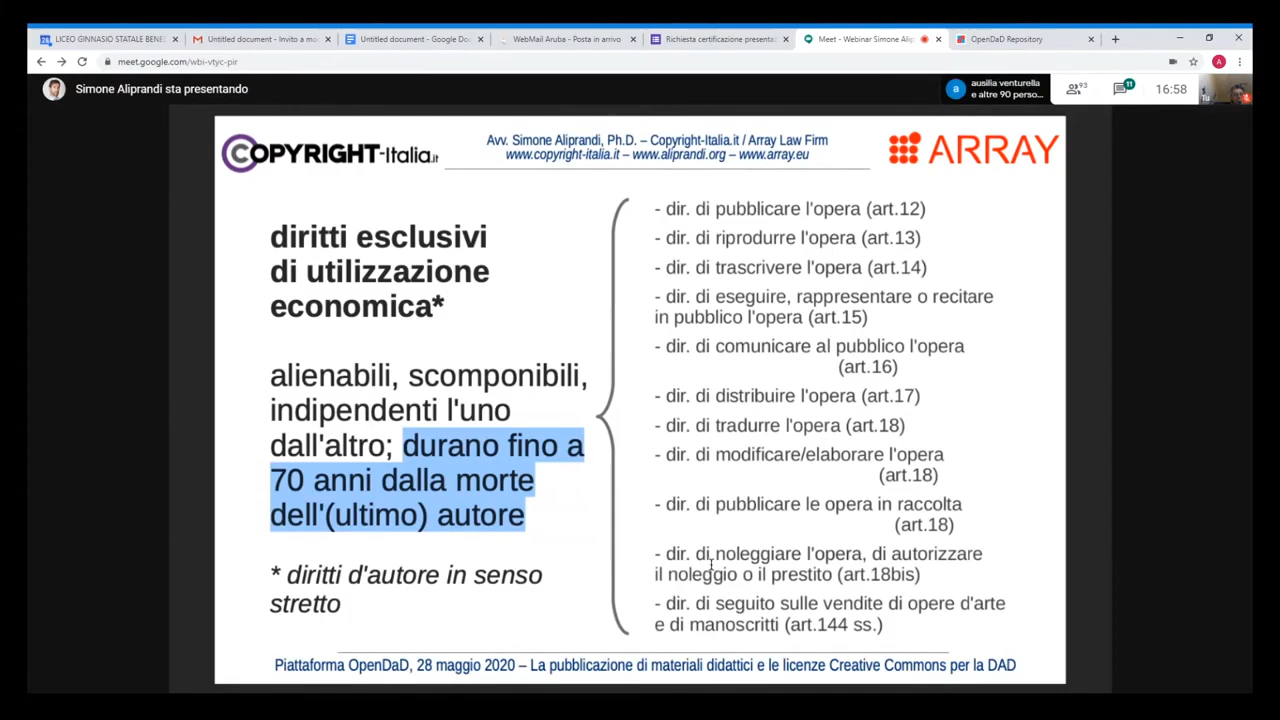 LICEO GINNASIO STATALE BENE
Untitled document - Invito a mo
Untitled document - Google Do
WebMail Aruba - Posta in arrivo
Richiesta certificazione presenta
Meet - Webinar Simone Alip
OpenDaD Repository
meet.google.com/wbi-vtyc-pir
Simone Aliprandi sta presentando
a
ausilia venturella
e altre 90 perso...
93
11
16:58
Tu
COPYRIGHT-Italia.it
Avv. Simone Aliprandi, Ph.D. – Copyright-Italia.it / Array Law Firm
www.copyright-italia.it – www.aliprandi.org – www.array.eu
ARRAY
diritti esclusivi
di utilizzazione
economica*
alienabili, scomponibili,
indipendenti l'uno
dall'altro; durano fino a
70 anni dalla morte
dell'(ultimo) autore
* diritti d'autore in senso
stretto
- dir. di pubblicare l'opera (art.12)
- dir. di riprodurre l'opera (art.13)
- dir. di trascrivere l'opera (art.14)
- dir. di eseguire, rappresentare o recitare
in pubblico l'opera (art.15)
- dir. di comunicare al pubblico l'opera
(art.16)
- dir. di distribuire l'opera (art.17)
- dir. di tradurre l'opera (art.18)
- dir. di modificare/elaborare l'opera
(art.18)
- dir. di pubblicare le opera in raccolta
(art.18)
- dir. di noleggiare l'opera, di autorizzare
il noleggio o il prestito (art.18bis)
- dir. di seguito sulle vendite di opere d'arte
e di manoscritti (art.144 ss.)
Piattaforma OpenDaD, 28 maggio 2020 – La pubblicazione di materiali didattici e le licenze Creative Commons per la DAD